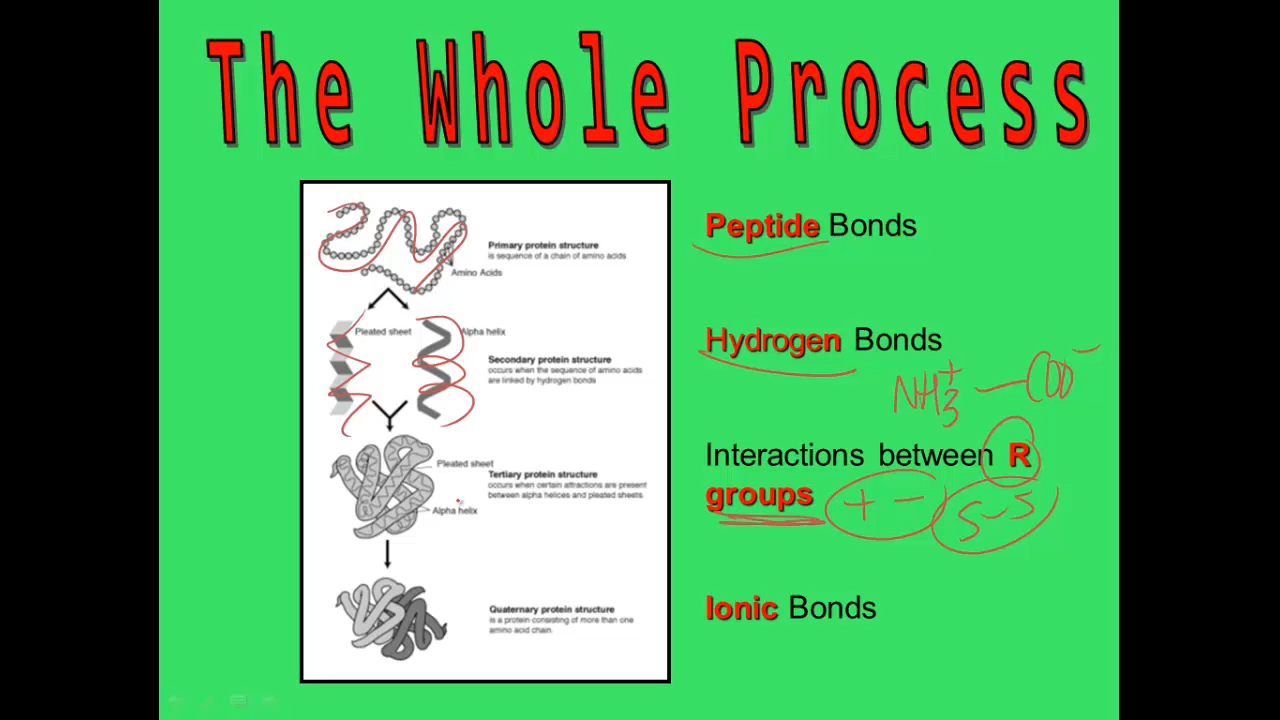 The Whole Process
Primary protein structure
is sequence of a chain of amino acids
Amino Acids
Pleated sheet
Alpha helix
Secondary protein structure
occurs when the sequence of amino acids
are linked by hydrogen bonds
Pleated sheet
Tertiary protein structure
occurs when certain attractions are present
between alpha helices and pleated sheets.
Alpha helix
Quaternary protein structure
is a protein consisting of more than one
amino acid chain.
Peptide Bonds
Hydrogen Bonds
NH3+ — COO−
Interactions between R
groups + − S-S
Ionic Bonds